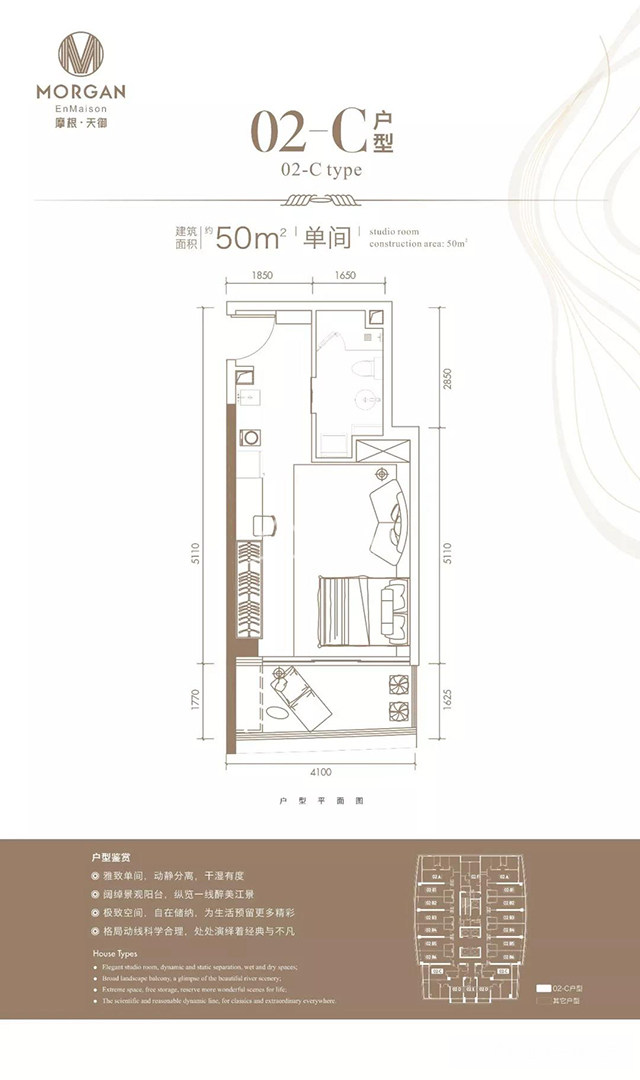 MORGAN
EnMaison
摩根·天御
02-C户型
02-C type
建筑面积 约 50m² 单间
studio room
construction area: 50m²
1850 1650
2850
5110 5110
1770 1625
4100
户型平面图
户型鉴赏
雅致单间，动静分离，干湿有度
阔绰景观阳台，纵览一线醉美江景
极致空间，自在储纳，为生活预留更多精彩
格局动线科学合理，处处演绎着经典与不凡
House Types
Elegant studio room, dynamic and static separation, wet and dry spaces;
Broad landscape balcony, a glimpse of the beautiful river scenery;
Extreme space, free storage, reserve more wonderful scenes for life;
The scientific and reasonable dynamic line, for classics and extraordinary everywhere.
02-C户型
其它户型